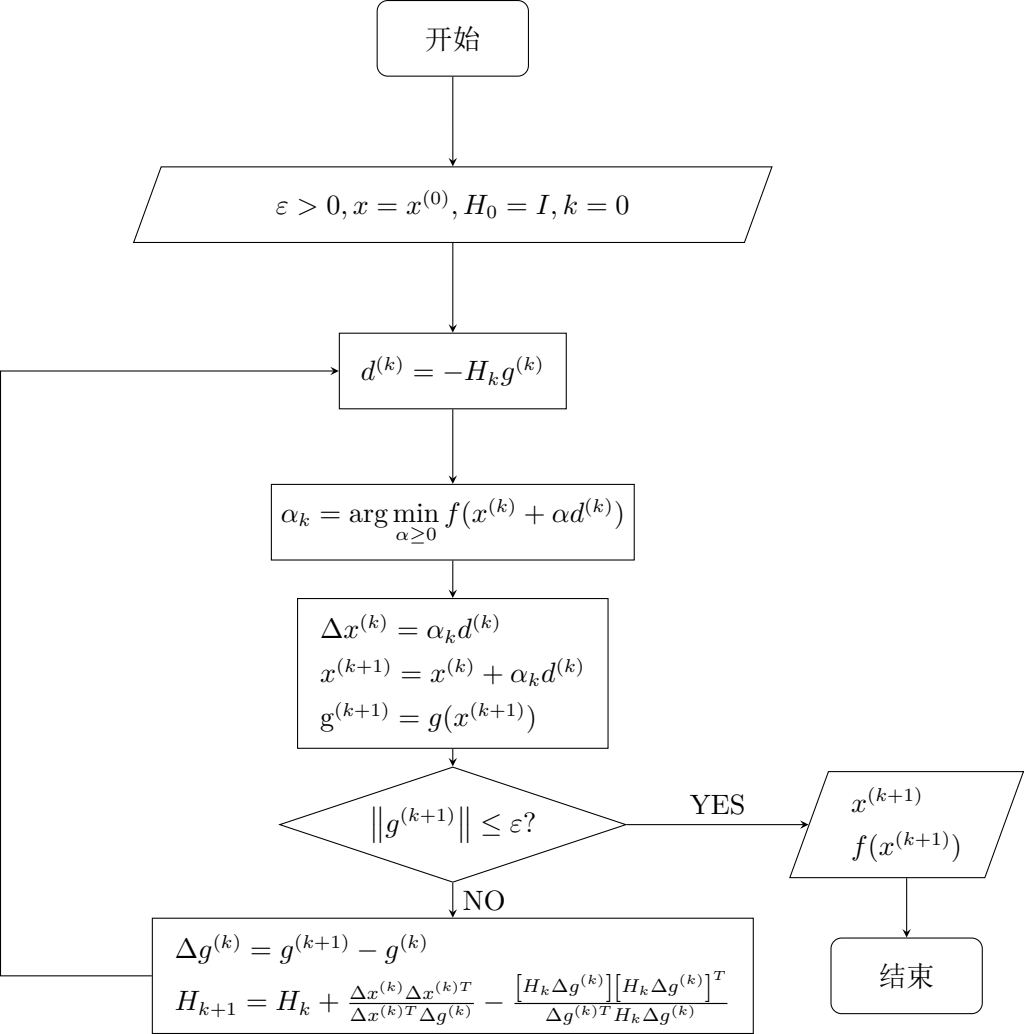 开始
ε > 0, x = x^{(0)}, H_0 = I, k = 0
d^{(k)} = −H_k g^{(k)}
α_k = arg min_{α≥0} f(x^{(k)} + αd^{(k)})
Δx^{(k)} = α_k d^{(k)}
x^{(k+1)} = x^{(k)} + α_k d^{(k)}
g^{(k+1)} = g(x^{(k+1)})
‖g^{(k+1)}‖ ≤ ε?
YES
x^{(k+1)}
f(x^{(k+1)})
NO
Δg^{(k)} = g^{(k+1)} − g^{(k)}
H_{k+1} = H_k + \frac{Δx^{(k)} Δx^{(k)T}}{Δx^{(k)T} Δg^{(k)}} − \frac{[H_k Δg^{(k)}][H_k Δg^{(k)}]^T}{Δg^{(k)T} H_k Δg^{(k)}}
结束